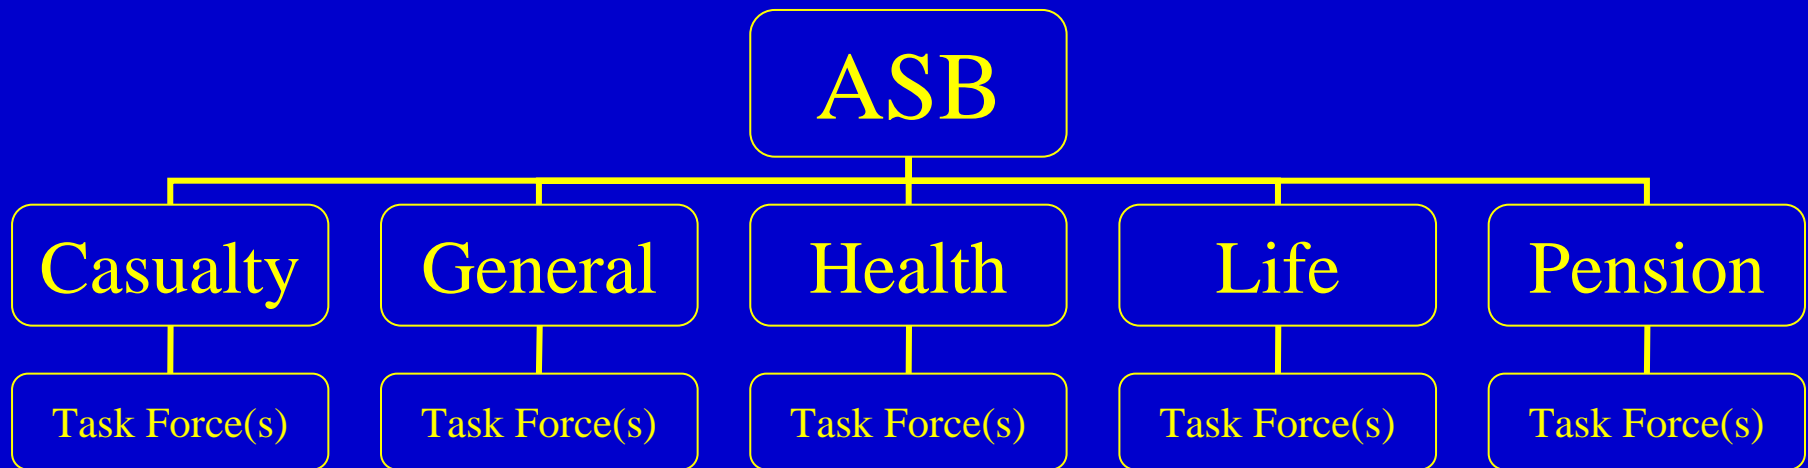 ASB
Casualty
General
Health
Life
Pension
Task Force(s)
Task Force(s)
Task Force(s)
Task Force(s)
Task Force(s)